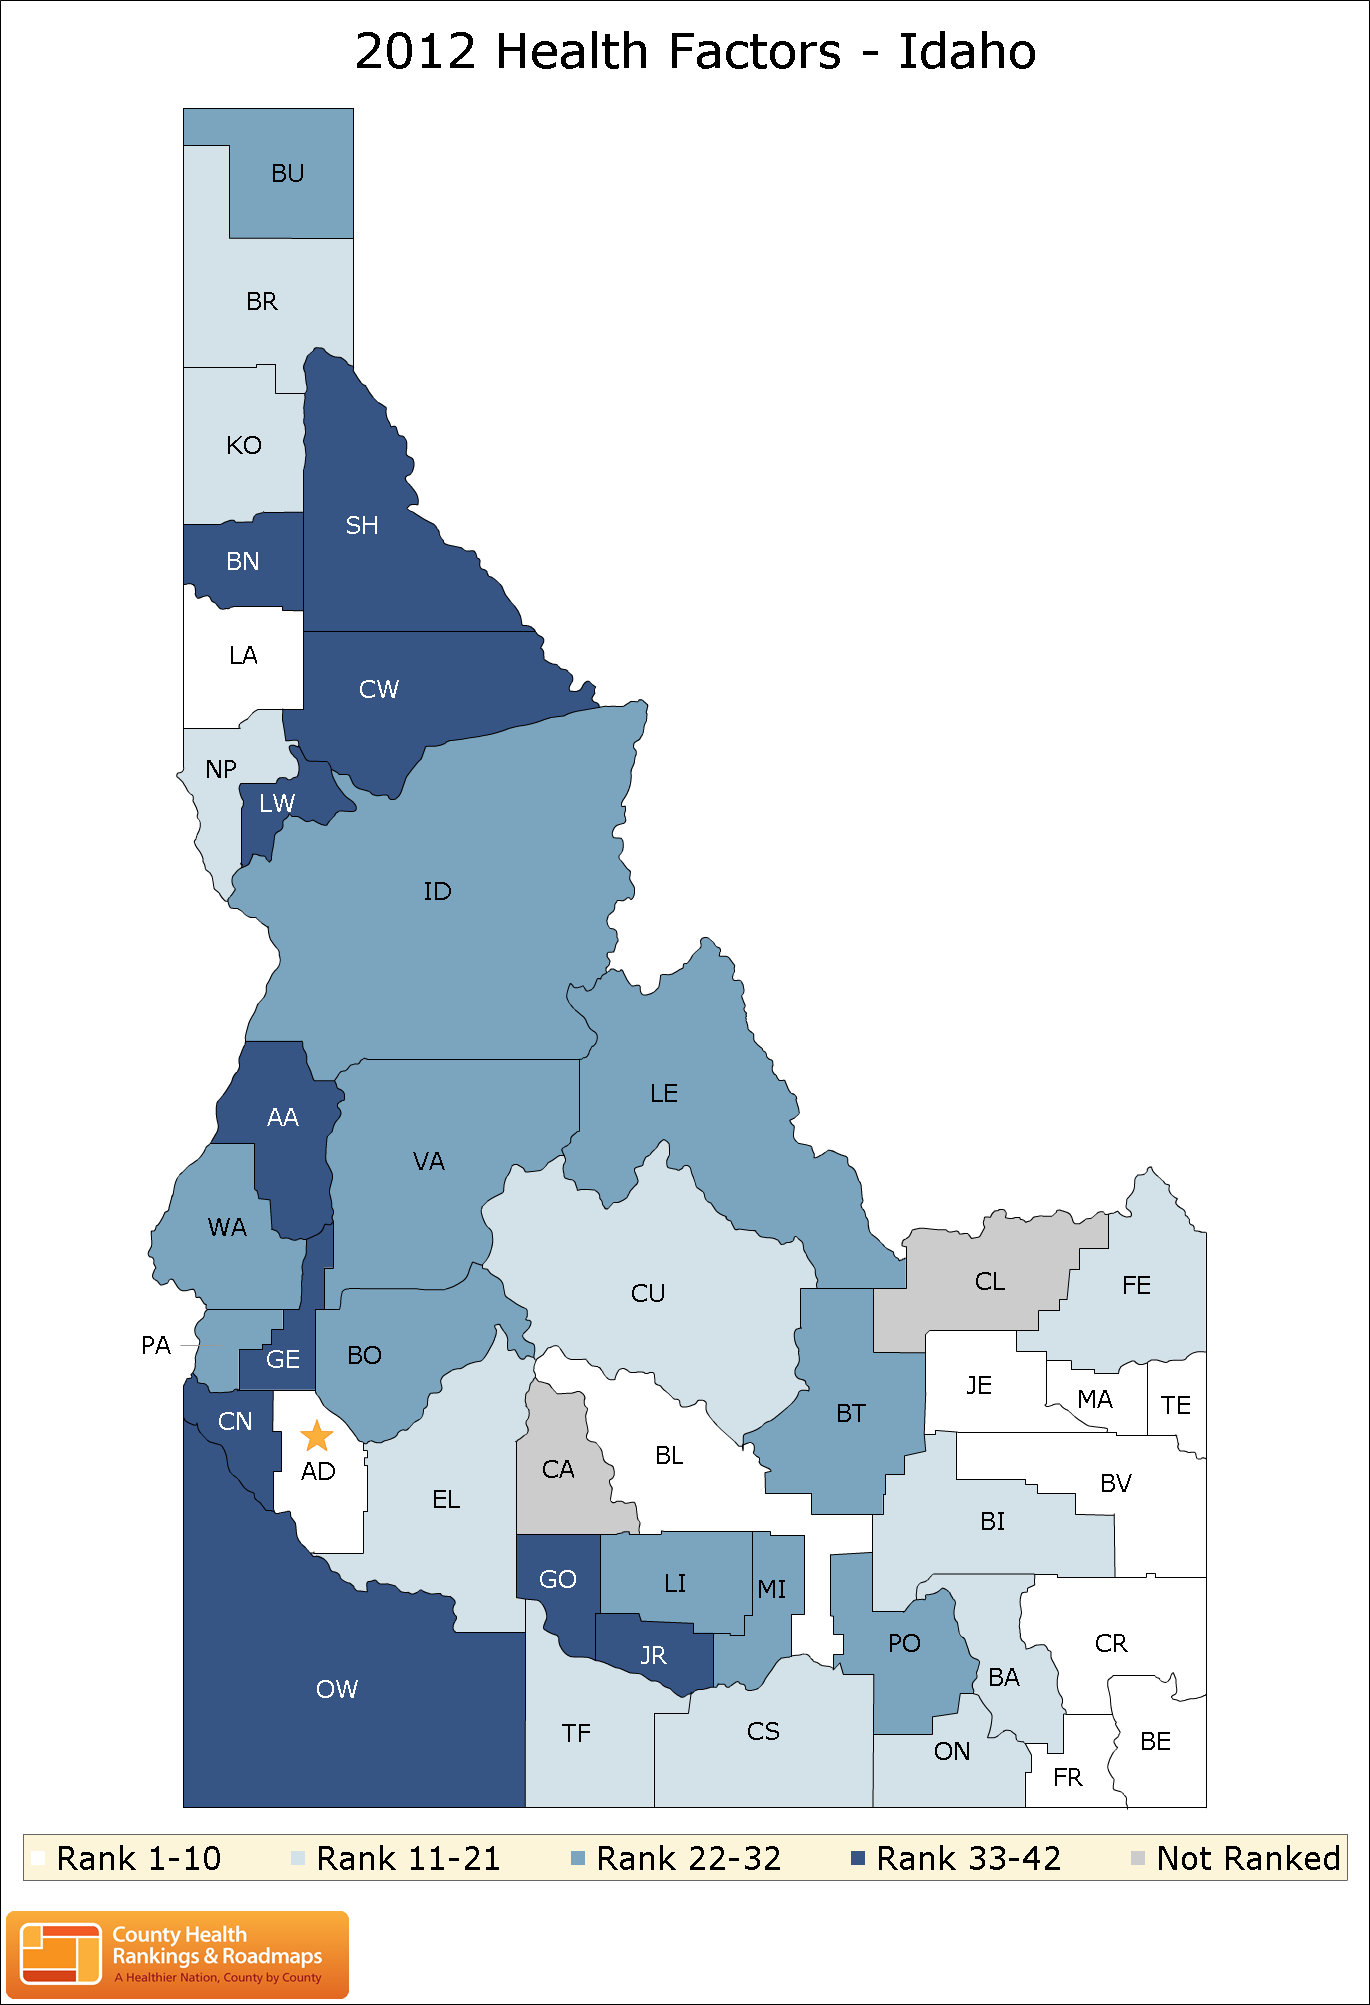 2012 Health Factors - Idaho
BU
BR
KO
SH
BN
LA
CW
NP
LW
ID
LE
AA
VA
WA
CL
FE
CU
PA
GE
BO
JE
MA
TE
BT
CN
AD
BL
CA
BV
EL
BI
GO
LI
MI
PO
CR
JR
BA
OW
TF
CS
ON
BE
FR
Rank 1-10 Rank 11-21 Rank 22-32 Rank 33-42 Not Ranked
County Health
Rankings & Roadmaps
A Healthier Nation, County by County